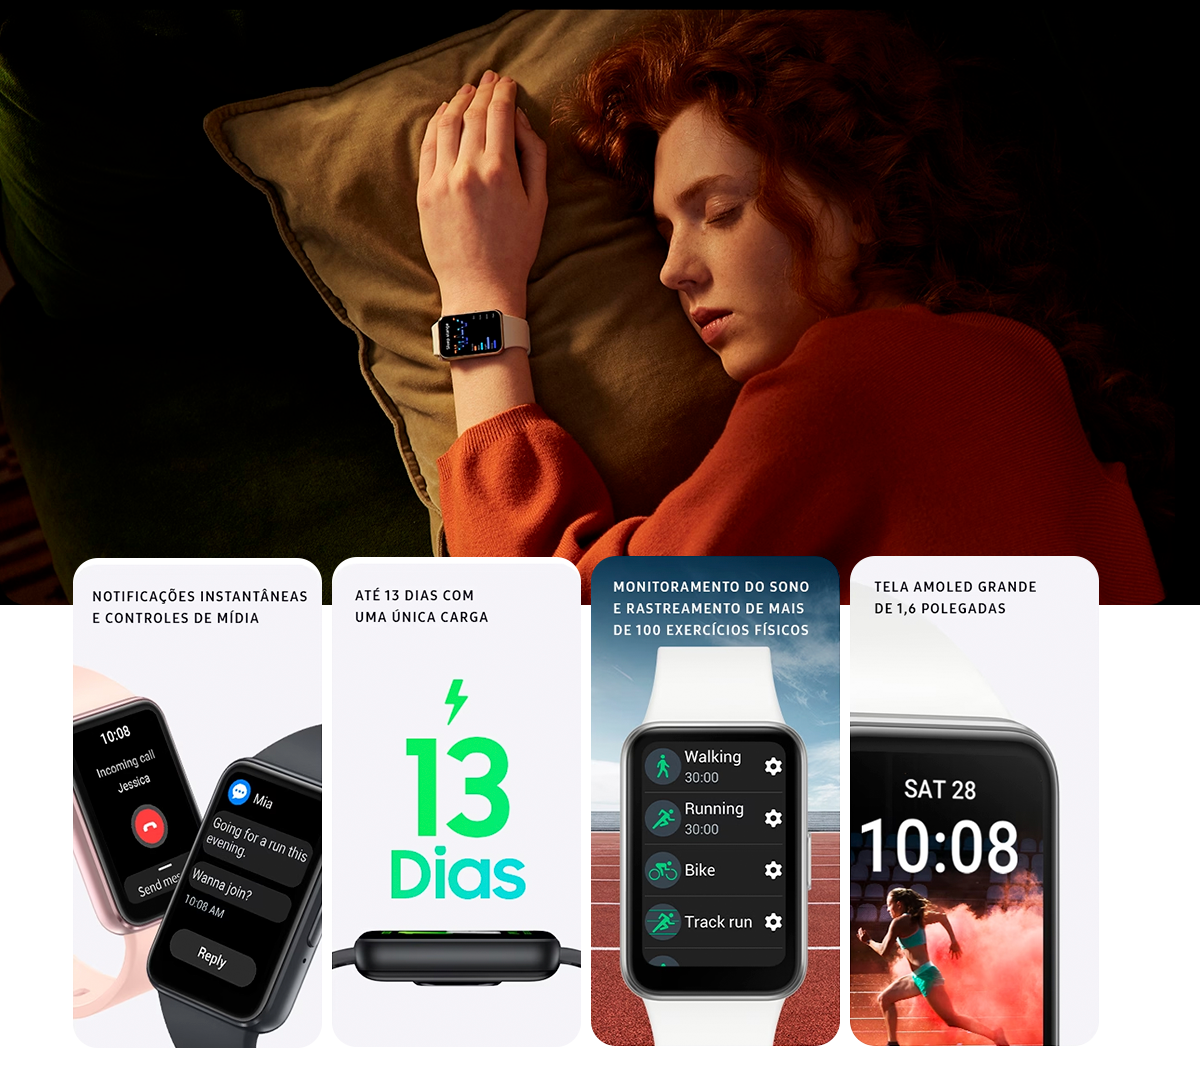 NOTIFICAÇÕES INSTANTÂNEAS
E CONTROLES DE MÍDIA
10:08
Incoming call
Jessica
Mia
Going for a run this
evening.
Wanna join?
10:08 AM
Reply
ATÉ 13 DIAS COM
UMA ÚNICA CARGA
13
Dias
MONITORAMENTO DO SONO
E RASTREAMENTO DE MAIS
DE 100 EXERCÍCIOS FÍSICOS
Walking
30:00
Running
30:00
Bike
Track run
TELA AMOLED GRANDE
DE 1,6 POLEGADAS
SAT 28
10:08